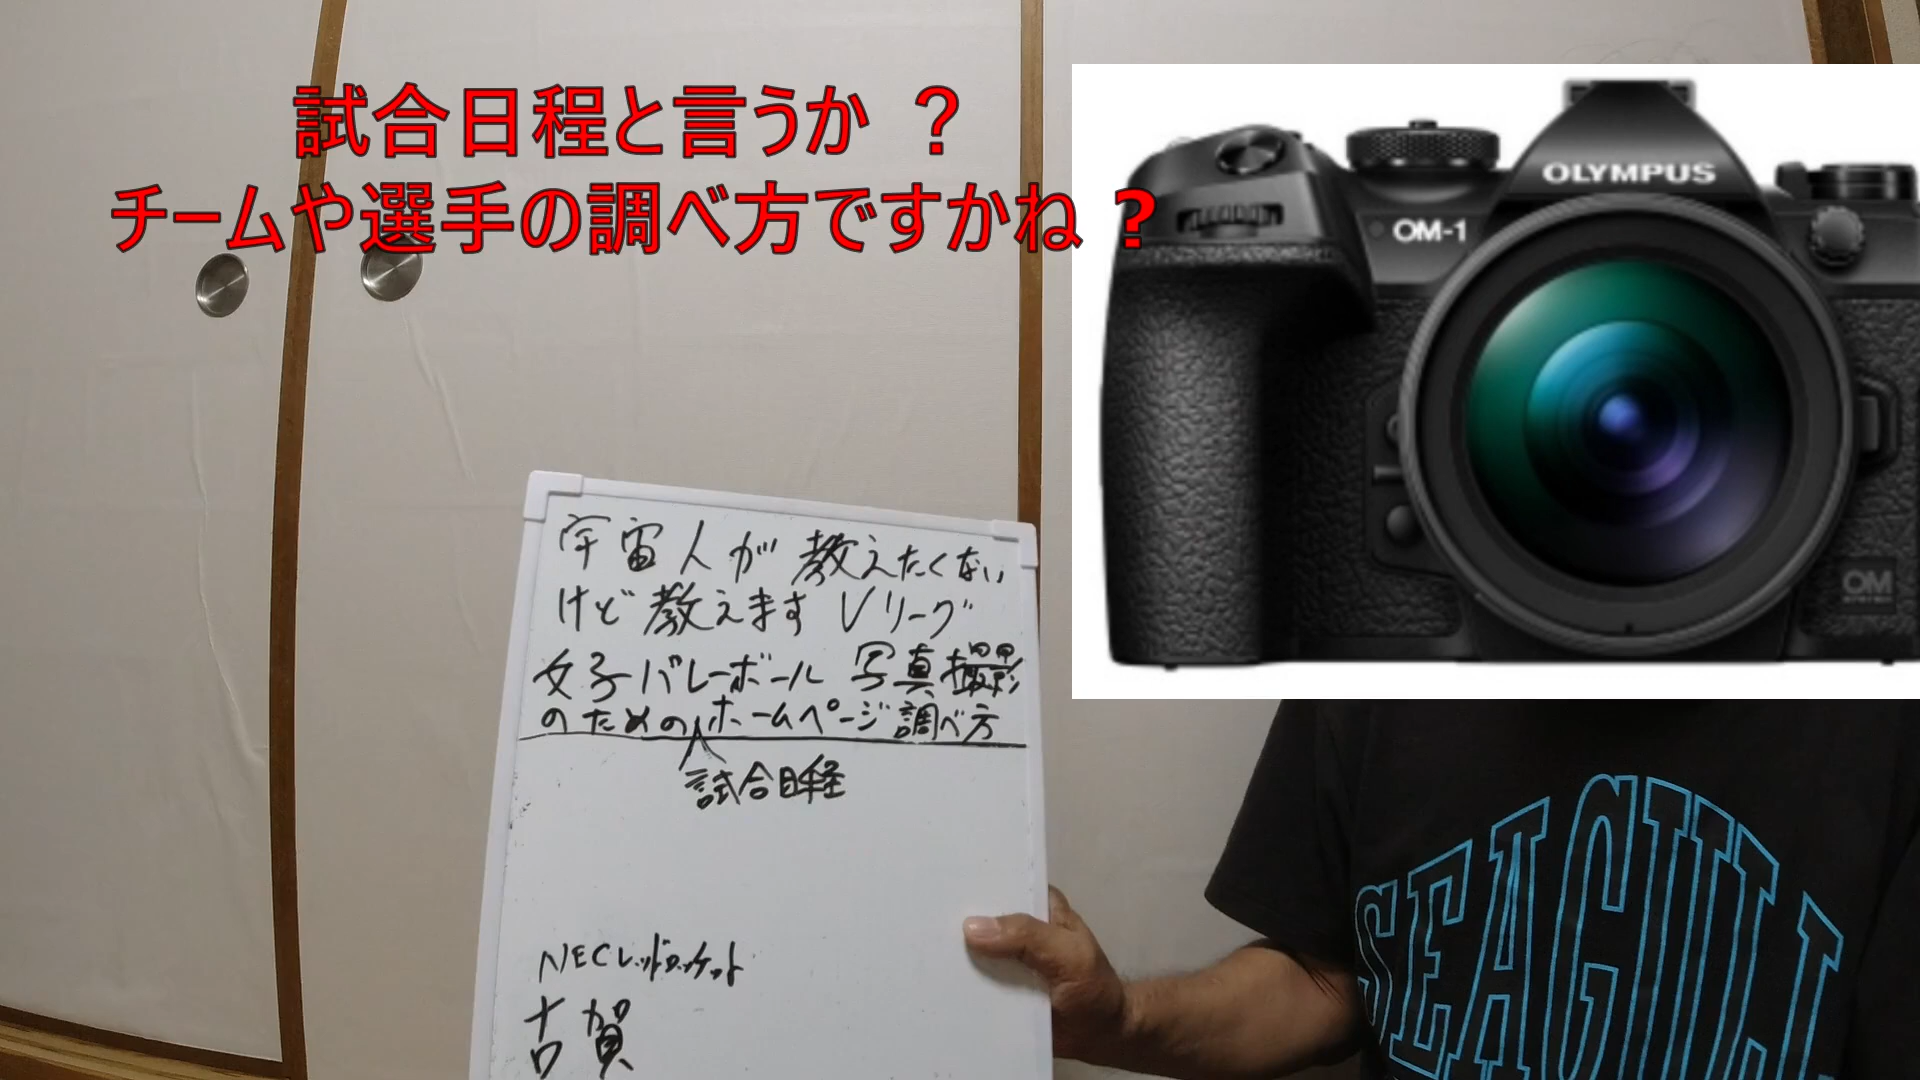 試合日程と言うか ?
チームや選手の調べ方ですかね ?
OLYMPUS
OM-1
OM
宇宙人が教えたくない
けど教えます Vリーグ
女子バレーボール 写真撮影
のためのホームページ調べ方
試合日程
NECレッドロケット
古賀
SEAGULL